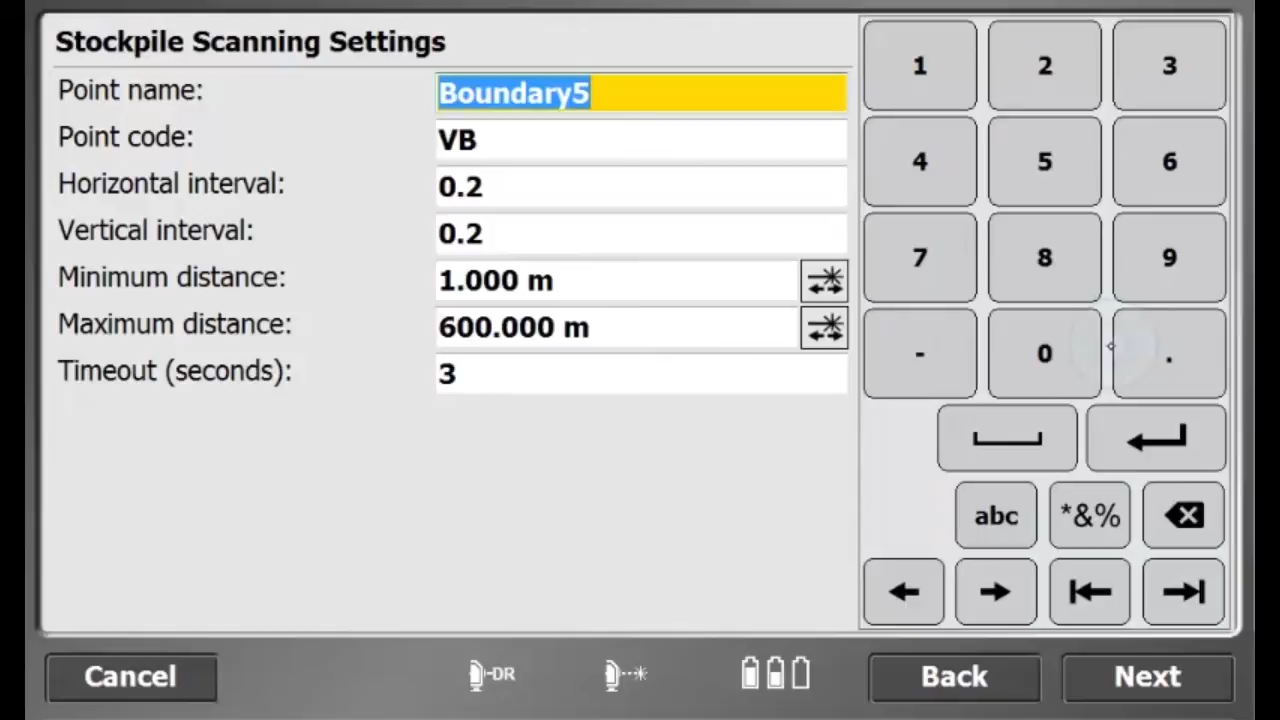 Stockpile Scanning Settings
Point name: Boundary5
Point code: VB
Horizontal interval: 0.2
Vertical interval: 0.2
Minimum distance: 1.000 m
Maximum distance: 600.000 m
Timeout (seconds): 3
1 2 3
4 5 6
7 8 9
- 0 .
abc *&%
Cancel -DR Back Next